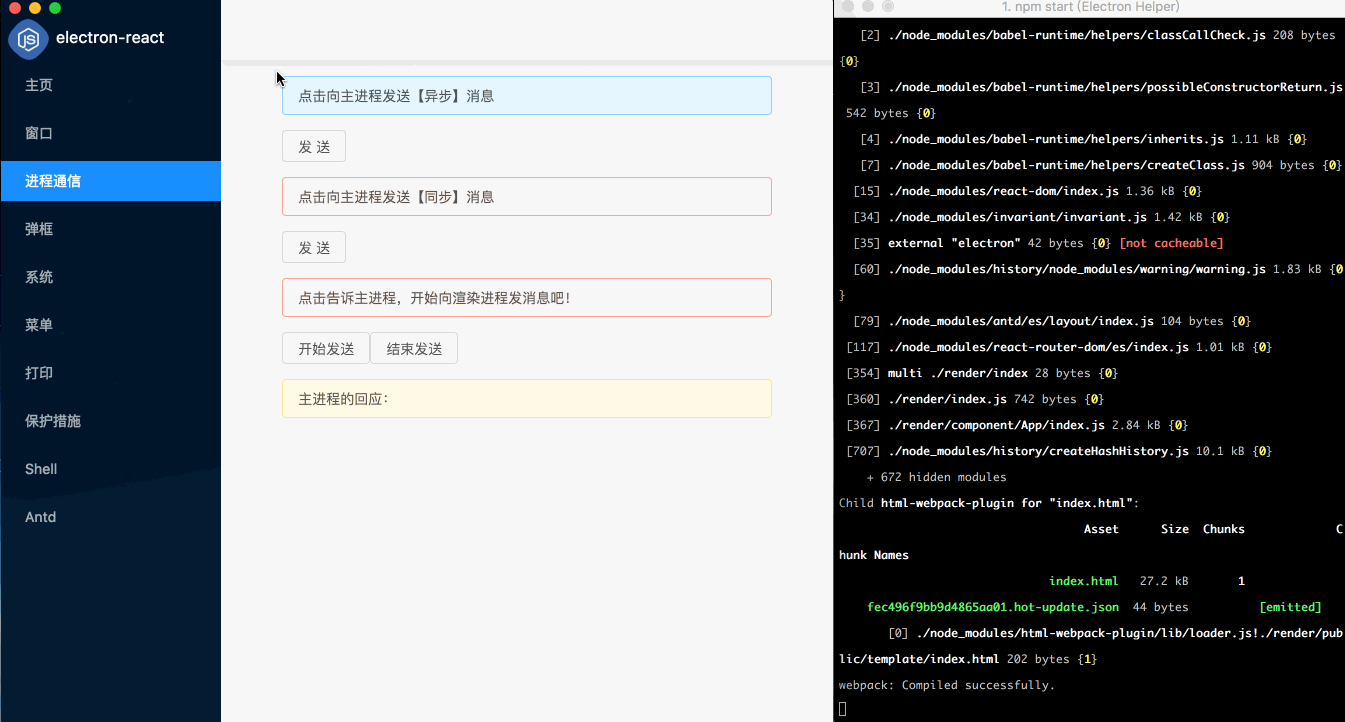 electron-react
主页
窗口
进程通信
弹框
系统
菜单
打印
保护措施
Shell
Antd
点击向主进程发送【异步】消息
发 送
点击向主进程发送【同步】消息
发 送
点击告诉主进程，开始向渲染进程发消息吧！
开始发送 结束发送
主进程的回应：
1. npm start (Electron Helper)
[2] ./node_modules/babel-runtime/helpers/classCallCheck.js 208 bytes
{0}
[3] ./node_modules/babel-runtime/helpers/possibleConstructorReturn.js
542 bytes {0}
[4] ./node_modules/babel-runtime/helpers/inherits.js 1.11 kB {0}
[7] ./node_modules/babel-runtime/helpers/createClass.js 904 bytes {0}
[15] ./node_modules/react-dom/index.js 1.36 kB {0}
[34] ./node_modules/invariant/invariant.js 1.42 kB {0}
[35] external "electron" 42 bytes {0} [not cacheable]
[60] ./node_modules/history/node_modules/warning/warning.js 1.83 kB {0
}
[79] ./node_modules/antd/es/layout/index.js 104 bytes {0}
[117] ./node_modules/react-router-dom/es/index.js 1.01 kB {0}
[354] multi ./render/index 28 bytes {0}
[360] ./render/index.js 742 bytes {0}
[367] ./render/component/App/index.js 2.84 kB {0}
[707] ./node_modules/history/createHashHistory.js 10.1 kB {0}
+ 672 hidden modules
Child html-webpack-plugin for "index.html":
Asset Size Chunks C
hunk Names
index.html 27.2 kB 1
fec496f9bb9d4865aa01.hot-update.json 44 bytes [emitted]
[0] ./node_modules/html-webpack-plugin/lib/loader.js!./render/pub
lic/template/index.html 202 bytes {1}
webpack: Compiled successfully.